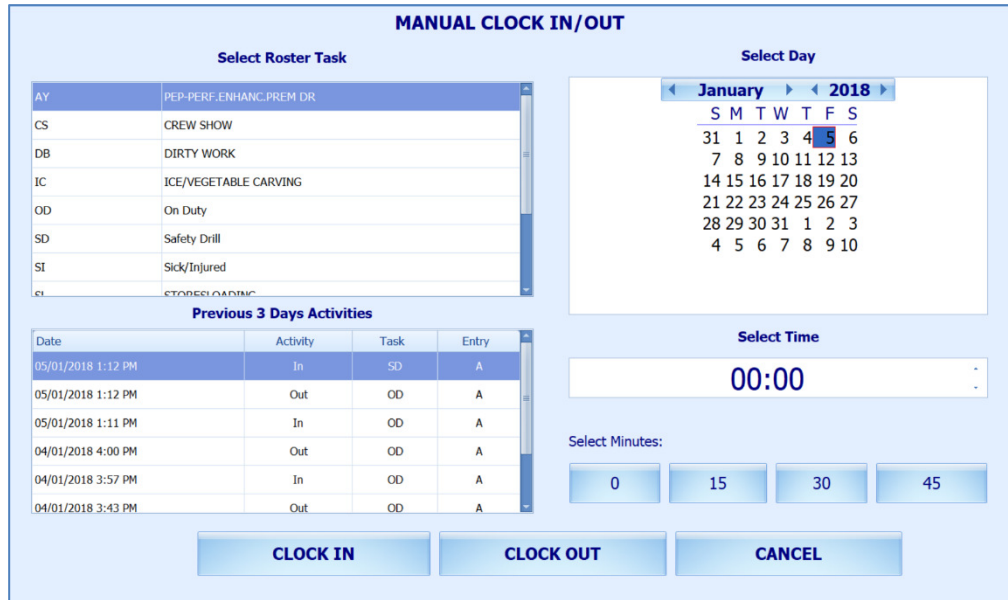 MANUAL CLOCK IN/OUT
Select Roster Task
AY PEP-PERF.ENHANC.PREM DR
CS CREW SHOW
DB DIRTY WORK
IC ICE/VEGETABLE CARVING
OD On Duty
SD Safety Drill
SI Sick/Injured
SL STORESLOADING
Previous 3 Days Activities
Date Activity Task Entry
05/01/2018 1:12 PM In SD A
05/01/2018 1:12 PM Out OD A
05/01/2018 1:11 PM In OD A
04/01/2018 4:00 PM Out OD A
04/01/2018 3:57 PM In OD A
04/01/2018 3:43 PM Out OD A
Select Day
January 2018
S M T W T F S
31 1 2 3 4 5 6
7 8 9 10 11 12 13
14 15 16 17 18 19 20
21 22 23 24 25 26 27
28 29 30 31 1 2 3
4 5 6 7 8 9 10
Select Time
00:00
Select Minutes:
0 15 30 45
CLOCK IN CLOCK OUT CANCEL